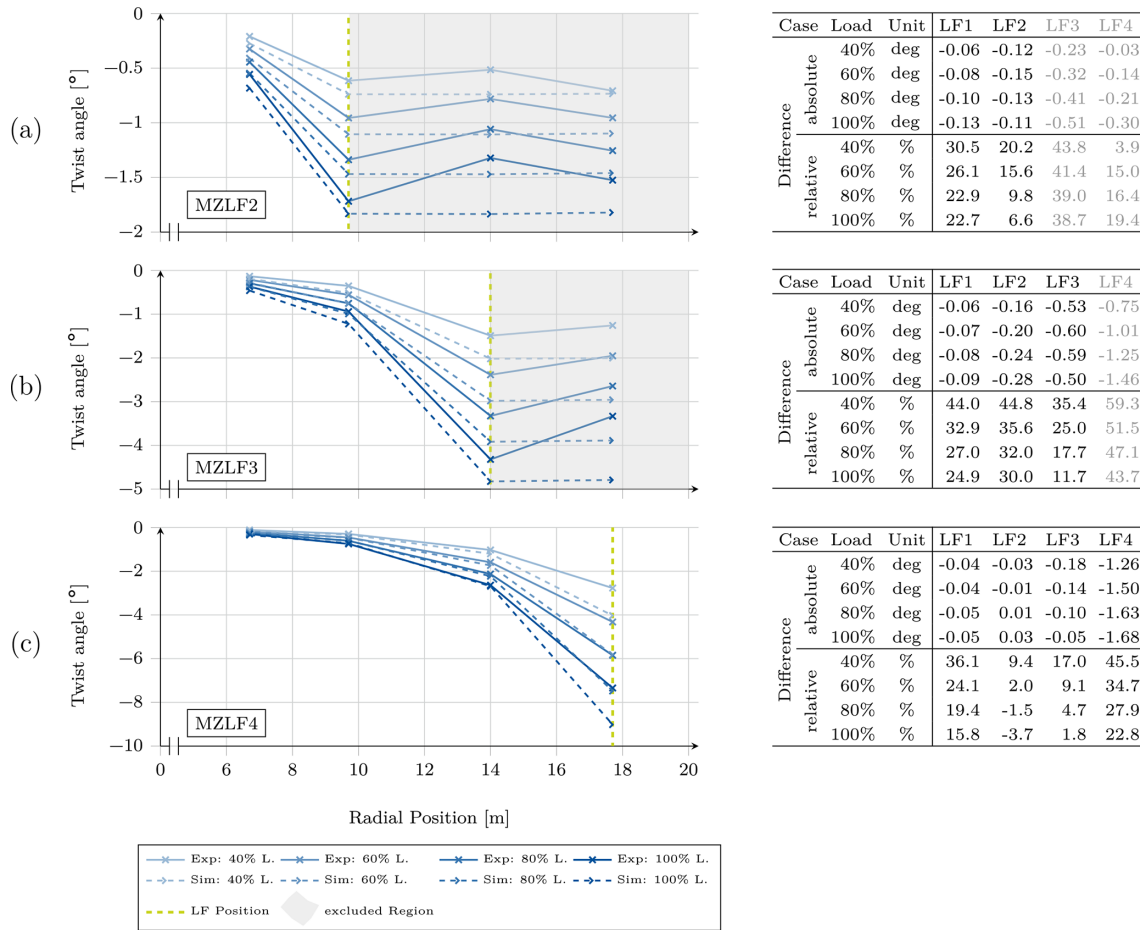 (a)
Twist angle [°]
0
−0.5
−1
−1.5
−2
MZLF2
Case Load Unit LF1 LF2 LF3 LF4
Difference
absolute
40% deg -0.06 -0.12 -0.23 -0.03
60% deg -0.08 -0.15 -0.32 -0.14
80% deg -0.10 -0.13 -0.41 -0.21
100% deg -0.13 -0.11 -0.51 -0.30
relative
40% % 30.5 20.2 43.8 3.9
60% % 26.1 15.6 41.4 15.0
80% % 22.9 9.8 39.0 16.4
100% % 22.7 6.6 38.7 19.4
(b)
Twist angle [°]
0
−1
−2
−3
−4
−5
MZLF3
Case Load Unit LF1 LF2 LF3 LF4
Difference
absolute
40% deg -0.06 -0.16 -0.53 -0.75
60% deg -0.07 -0.20 -0.60 -1.01
80% deg -0.08 -0.24 -0.59 -1.25
100% deg -0.09 -0.28 -0.50 -1.46
relative
40% % 44.0 44.8 35.4 59.3
60% % 32.9 35.6 25.0 51.5
80% % 27.0 32.0 17.7 47.1
100% % 24.9 30.0 11.7 43.7
(c)
Twist angle [°]
0
−2
−4
−6
−8
−10
MZLF4
0 6 8 10 12 14 16 18 20
Radial Position [m]
Case Load Unit LF1 LF2 LF3 LF4
Difference
absolute
40% deg -0.04 -0.03 -0.18 -1.26
60% deg -0.04 -0.01 -0.14 -1.50
80% deg -0.05 0.01 -0.10 -1.63
100% deg -0.05 0.03 -0.05 -1.68
relative
40% % 36.1 9.4 17.0 45.5
60% % 24.1 2.0 9.1 34.7
80% % 19.4 -1.5 4.7 27.9
100% % 15.8 -3.7 1.8 22.8
Exp: 40% L. Exp: 60% L. Exp: 80% L. Exp: 100% L.
Sim: 40% L. Sim: 60% L. Sim: 80% L. Sim: 100% L.
LF Position excluded Region